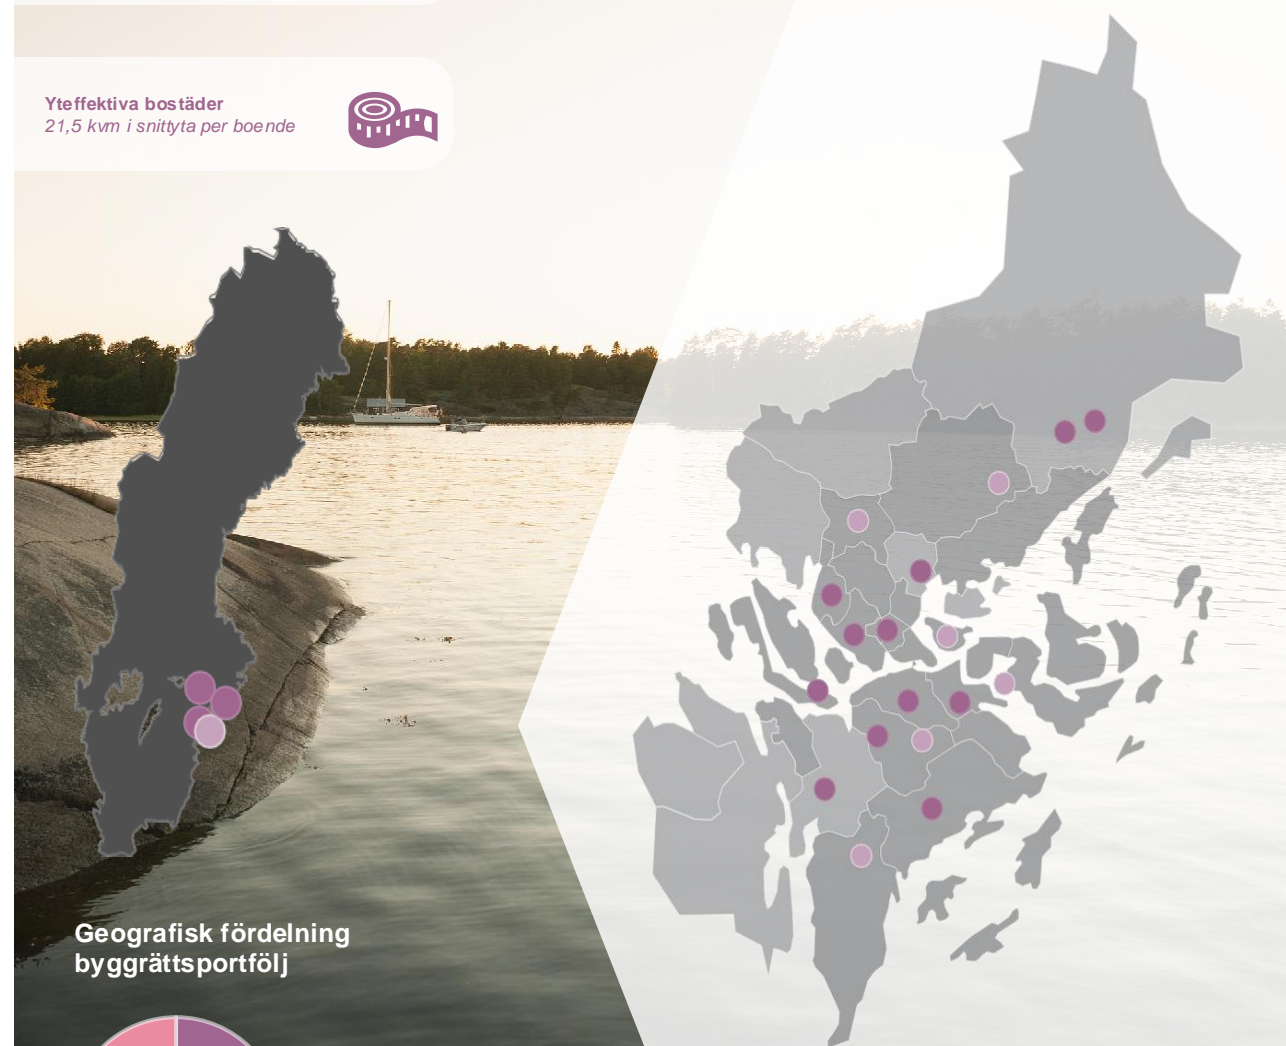 Yteffektiva bostäder
21,5 kvm i snittyta per boende
Geografisk fördelning
byggrättsportfölj